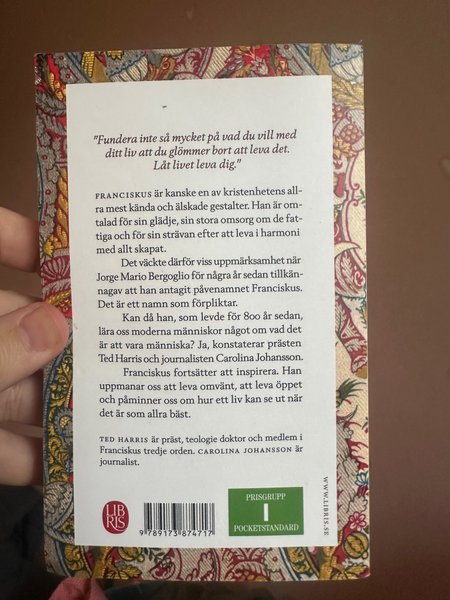 "Fundera inte så mycket på vad du vill med
ditt liv att du glömmer bort att leva det.
Låt livet leva dig."
FRANCISKUS är kanske en av kristenhetens all-
ra mest kända och älskade gestalter. Han är om-
talad för sin glädje, sin stora omsorg om de fat-
tiga och för sin strävan efter att leva i harmoni
med allt skapat.
Det väckte därför viss uppmärksamhet när
Jorge Mario Bergoglio för några år sedan tillkän-
nagav att han antagit påvenamnet Franciskus.
Det är ett namn som förpliktar.
Kan då han, som levde för 800 år sedan,
lära oss moderna människor något om vad det
är att vara människa? Ja, konstaterar prästen
Ted Harris och journalisten Carolina Johansson.
Franciskus fortsätter att inspirera. Han
uppmanar oss att leva omvänt, att leva öppet
och påminner oss om hur ett liv kan se ut när
det är som allra bäst.
TED HARRIS är präst, teologie doktor och medlem i
Franciskus tredje orden. CAROLINA JOHANSSON är
journalist.
WWW.LIBRIS.SE
LIB
RIS
9 789173 874717
PRISGRUPP
1
POCKETSTANDARD